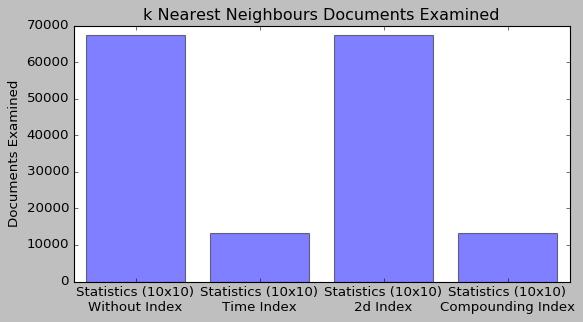 k Nearest Neighbours Documents Examined
70000
60000
50000
40000
30000
20000
10000
0
Documents Examined
Statistics (10x10) Statistics (10x10) Statistics (10x10) Statistics (10x10)
Without Index Time Index 2d Index Compounding Index